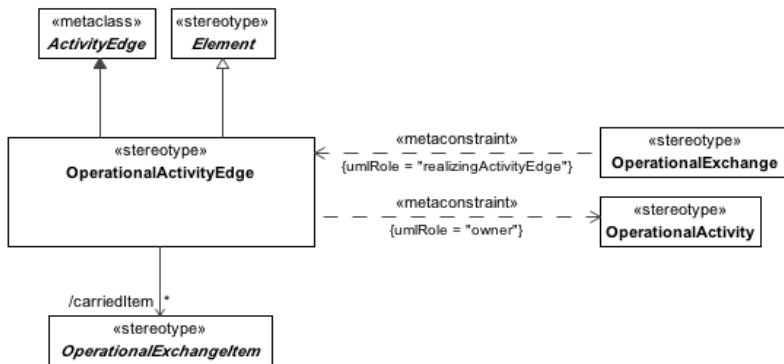 «metaclass»
ActivityEdge
«stereotype»
Element
«stereotype»
OperationalActivityEdge
«metaconstraint»
{umlRole = "realizingActivityEdge"}
«stereotype»
OperationalExchange
«metaconstraint»
{umlRole = "owner"}
«stereotype»
OperationalActivity
/carriedItem *
«stereotype»
OperationalExchangeItem